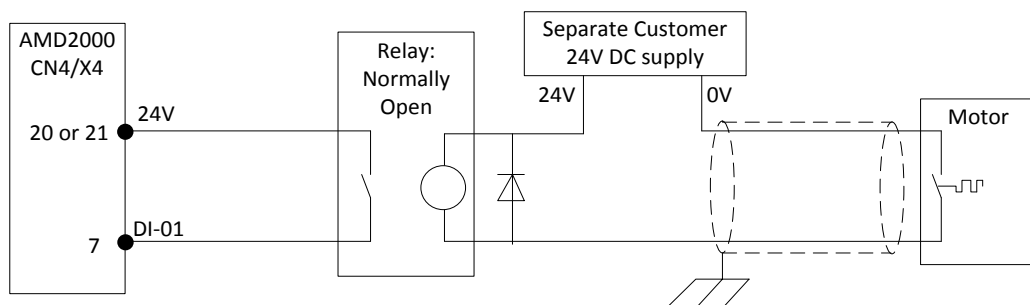 AMD2000
CN4/X4
20 or 21
24V
7
DI-01
Relay:
Normally
Open
Separate Customer
24V DC supply
24V
0V
Motor